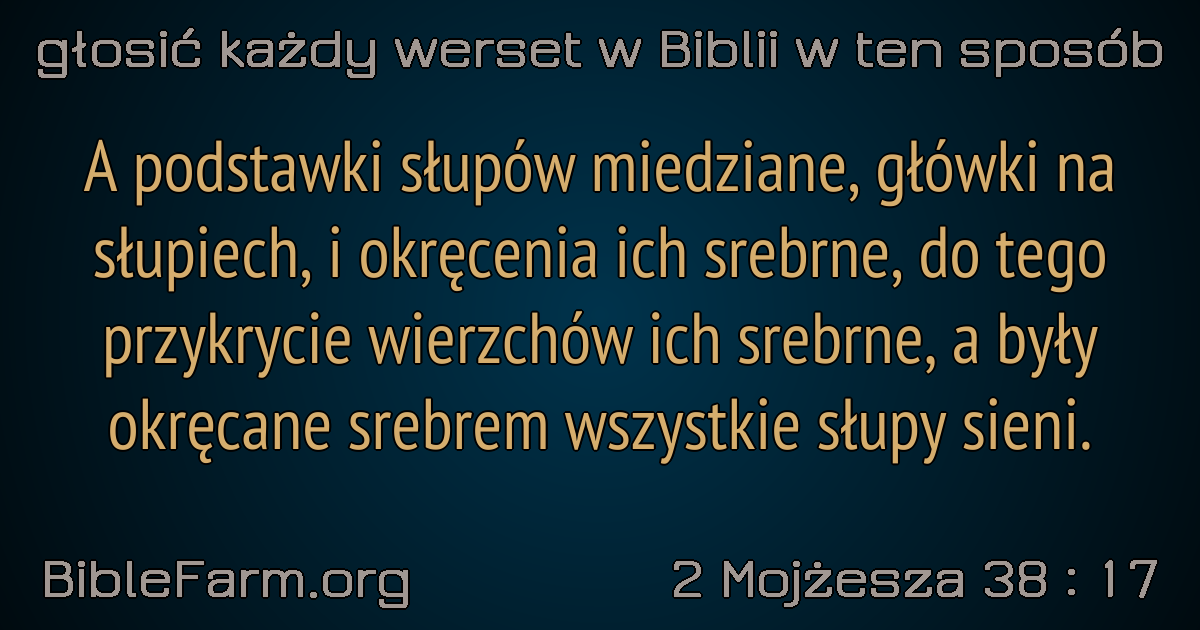 głosić każdy werset w Biblii w ten sposób
A podstawki słupów miedziane, główki na
słupiech, i okręcenia ich srebrne, do tego
przykrycie wierzchów ich srebrne, a były
okręcane srebrem wszystkie słupy sieni.
BibleFarm.org
2 Mojżesza 38 : 17